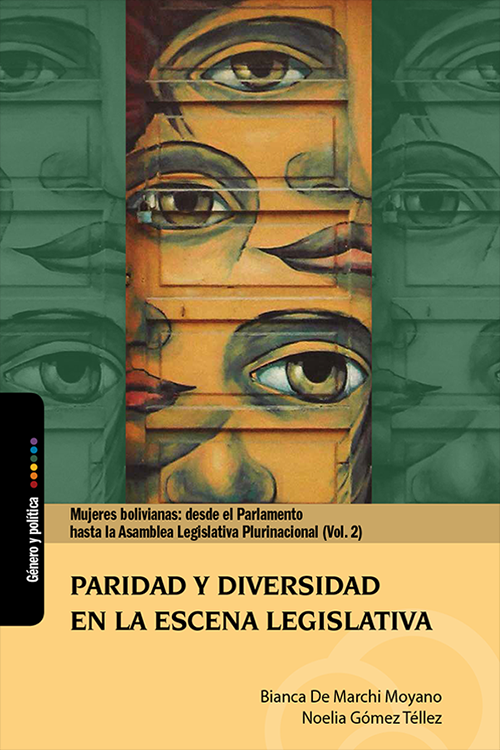 Género y política
Mujeres bolivianas: desde el Parlamento
hasta la Asamblea Legislativa Plurinacional (Vol. 2)
PARIDAD Y DIVERSIDAD
EN LA ESCENA LEGISLATIVA
Bianca De Marchi Moyano
Noelia Gómez Téllez